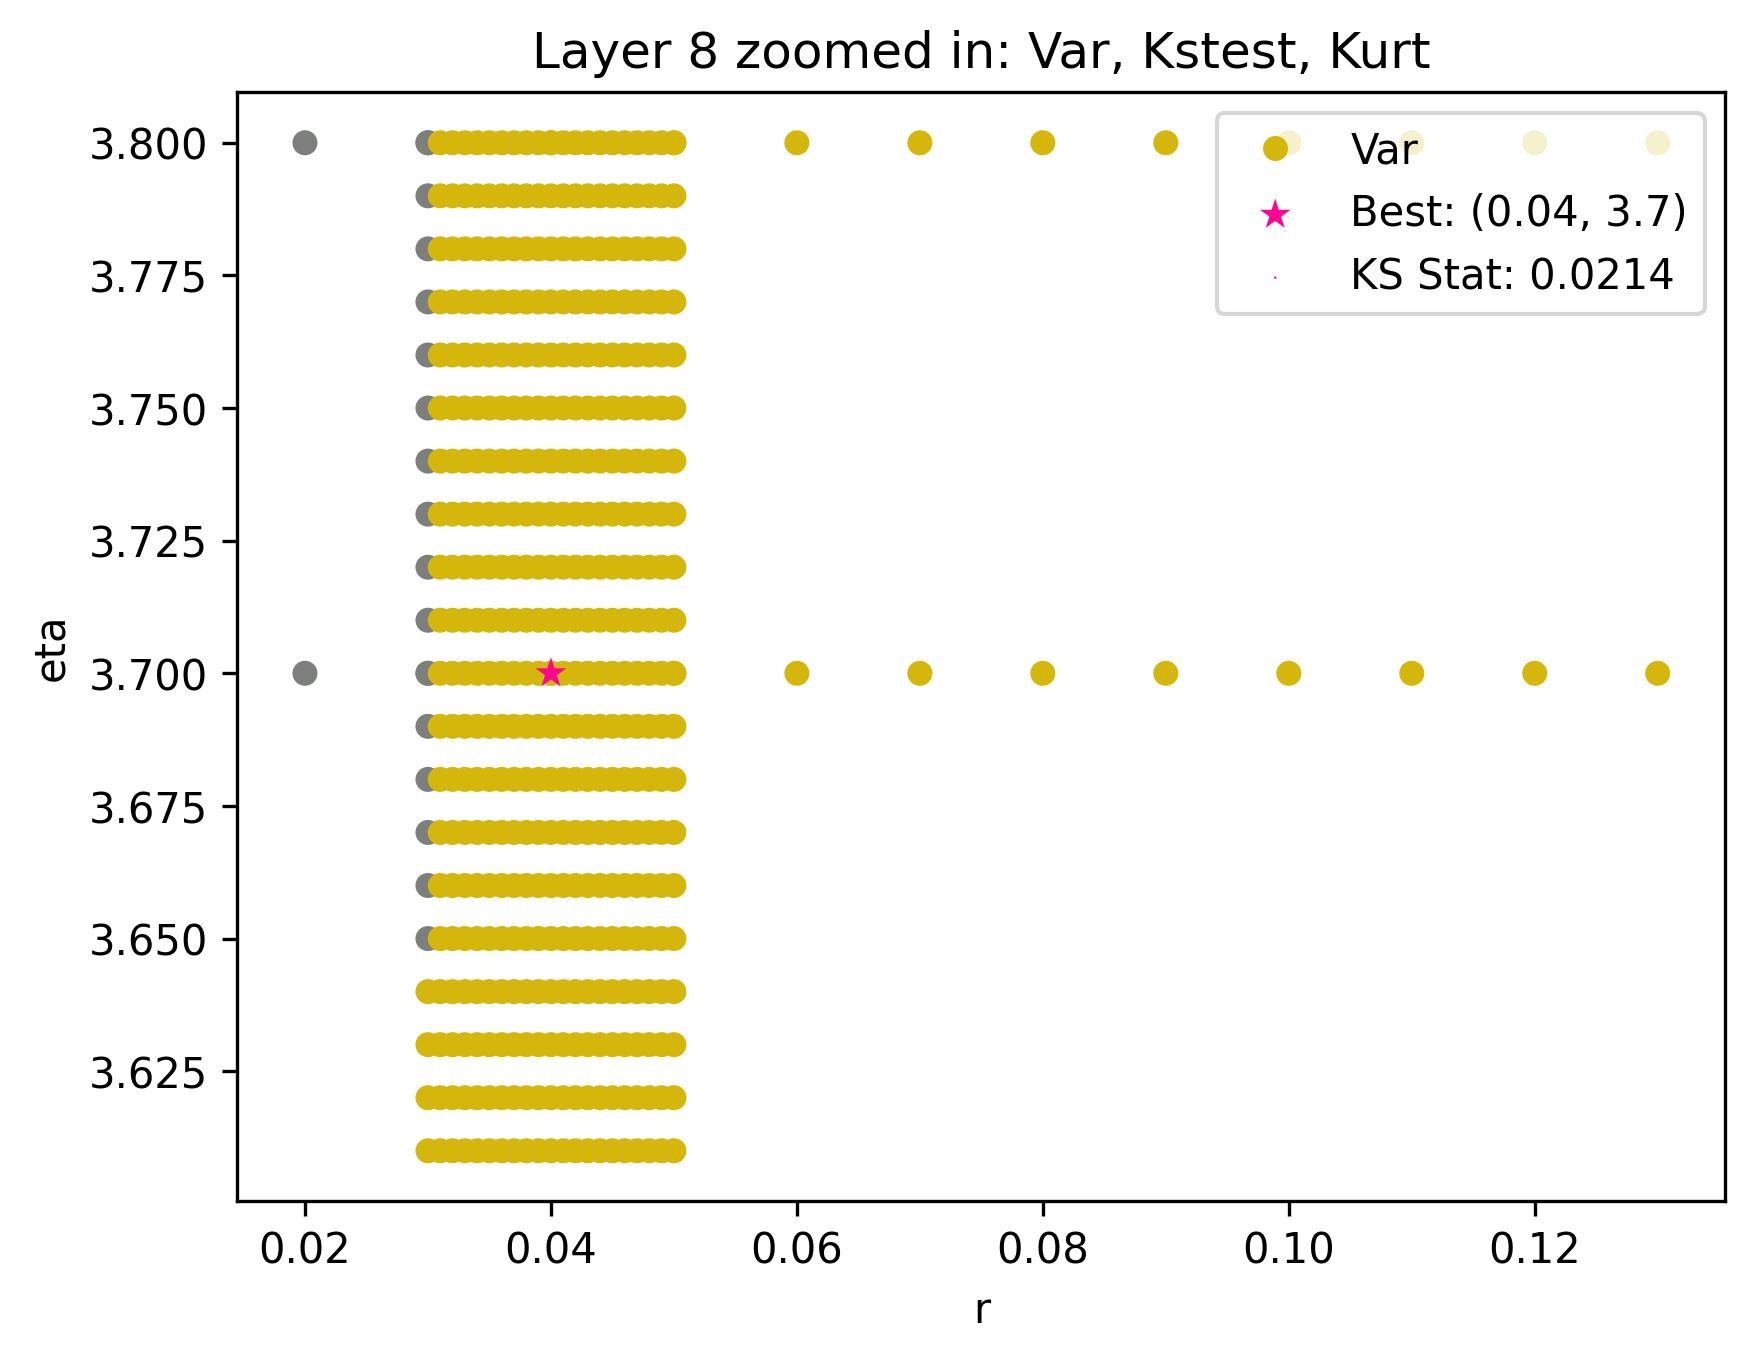 Layer 8 zoomed in: Var, Kstest, Kurt
Var
Best: (0.04, 3.7)
KS Stat: 0.0214
eta
3.800
3.775
3.750
3.725
3.700
3.675
3.650
3.625
0.02 0.04 0.06 0.08 0.10 0.12
r